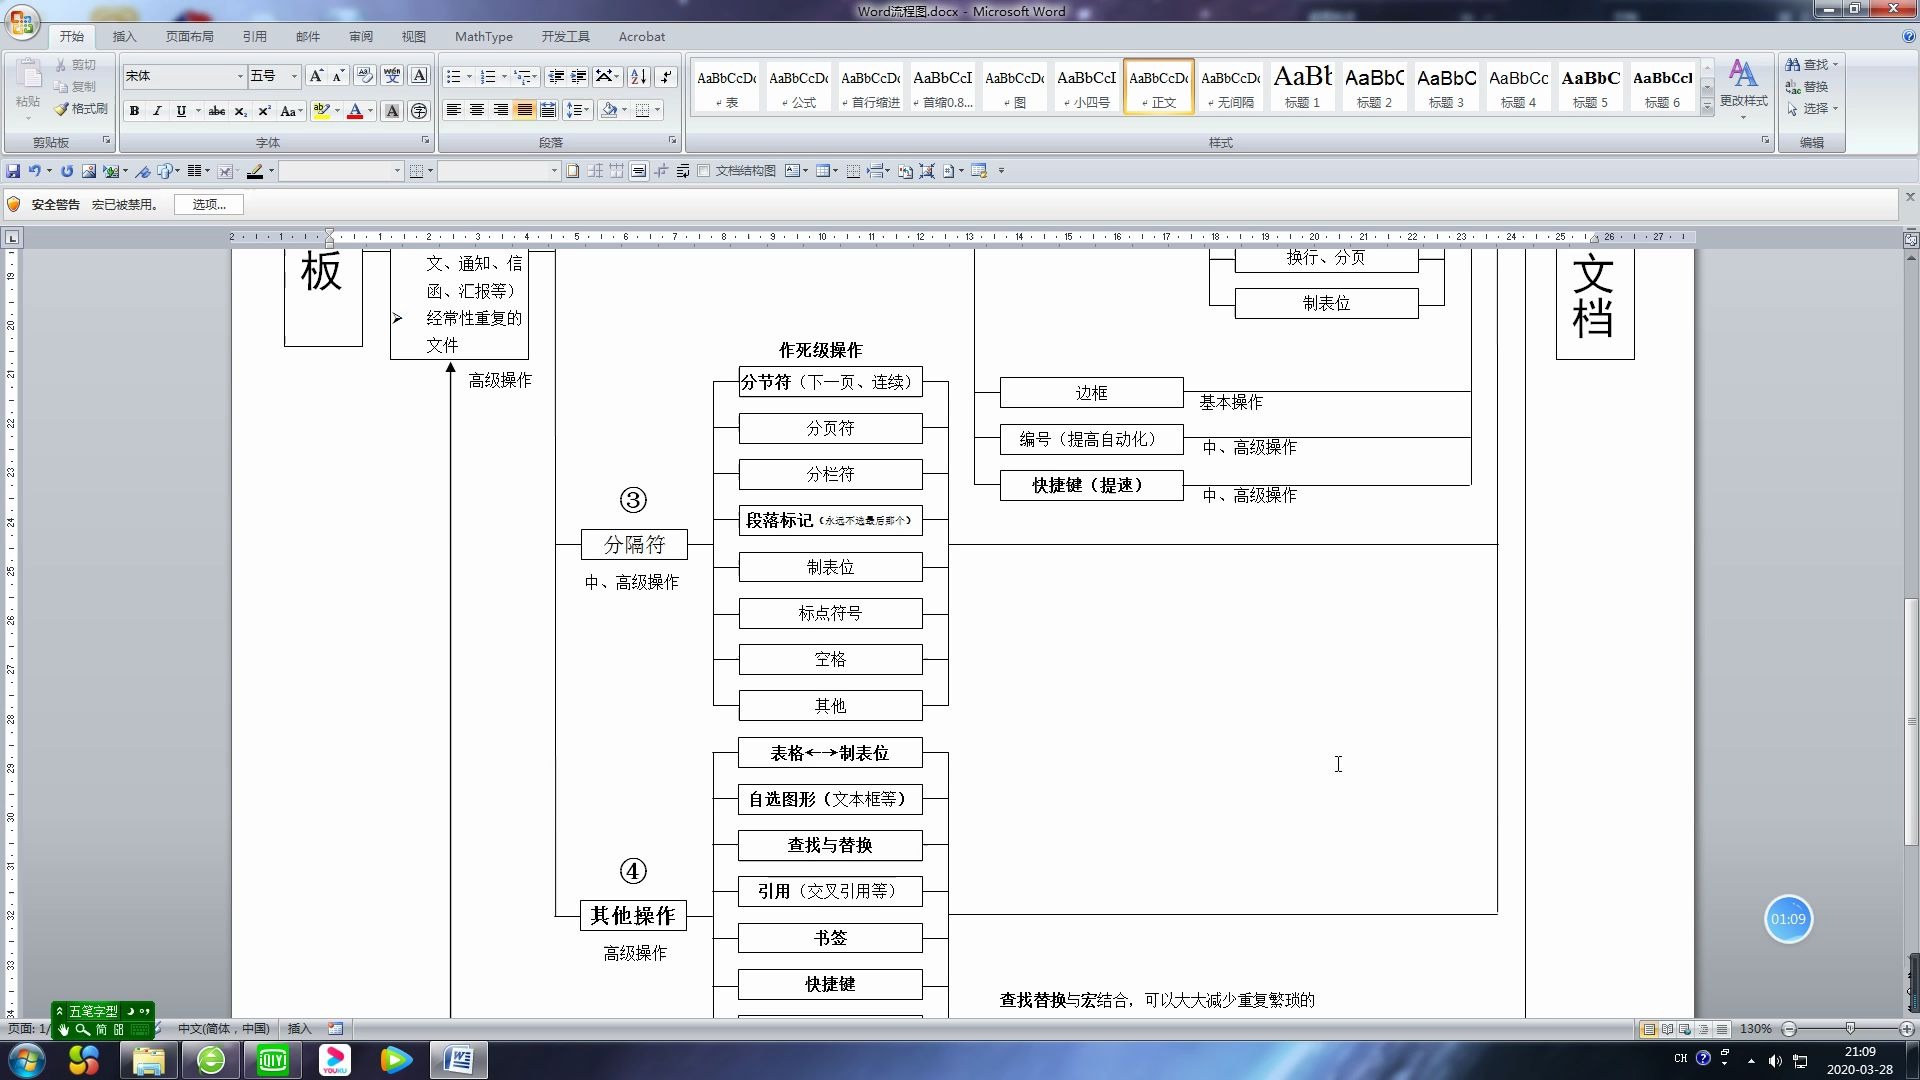 Word流程图.docx - Microsoft Word
开始 插入 页面布局 引用 邮件 审阅 视图 MathType 开发工具 Acrobat
粘贴 剪切 复制 格式刷
剪贴板
宋体 五号
字体
段落
AaBbCcDc AaBbCcDc AaBbCcDc AaBbCcI AaBbCcDc AaBbCcI AaBbCcDc AaBbCcDc AaBt AaBbC AaBbC AaBbCc AaBbC AaBbCcI
表 公式 首行缩进 首缩0.8... 图 小四号 正文 无间隔 标题 1 标题 2 标题 3 标题 4 标题 5 标题 6
样式
更改样式
查找 替换 选择
编辑
文档结构图
安全警告 宏已被禁用。 选项...
板
文、通知、信
函、汇报等）
经常性重复的
文件
高级操作
换行、分页
制表位
文
档
作死级操作
分节符（下一页、连续）
分页符
分栏符
段落标记（永远不选最后那个）
制表位
标点符号
空格
其他
③
分隔符
中、高级操作
边框
基本操作
编号（提高自动化）
中、高级操作
快捷键（提速）
中、高级操作
④
其他操作
高级操作
表格←→制表位
自选图形（文本框等）
查找与替换
引用（交叉引用等）
书签
快捷键
查找替换与宏结合，可以大大减少重复繁琐的
01:09
五笔字型
简
页面: 1/ 中文(简体，中国) 插入
130%
iQIYI
YOUKU
CH
21:09
2020-03-28